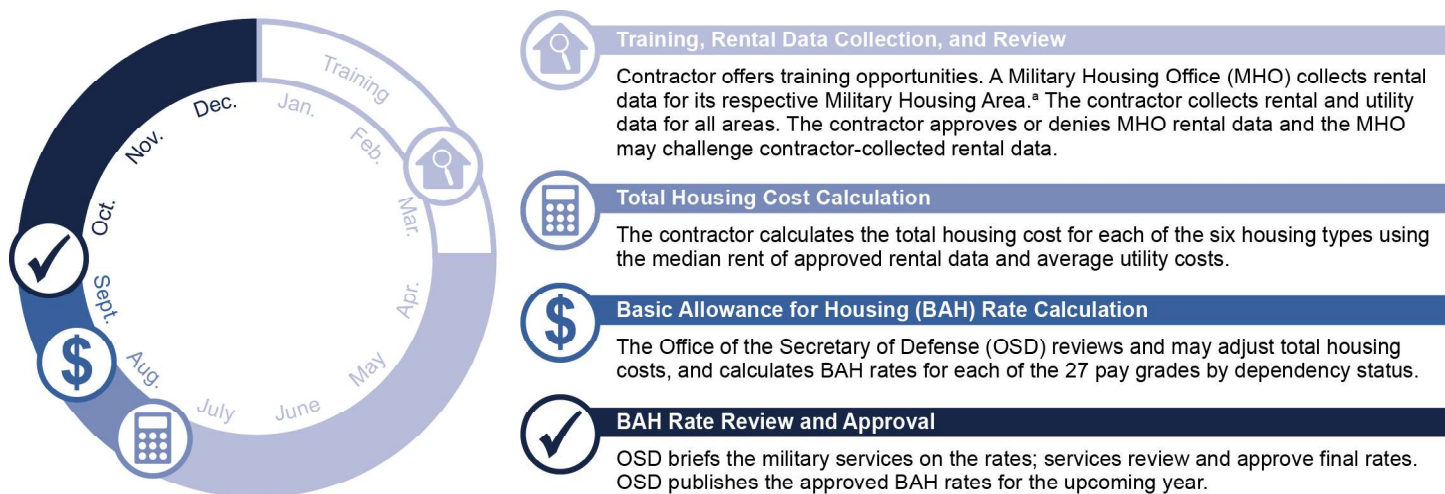 Training
Jan.
Feb.
Mar.
Apr.
May
June
July
Aug.
Sept.
Oct.
Nov.
Dec.
$
Training, Rental Data Collection, and Review
Contractor offers training opportunities. A Military Housing Office (MHO) collects rental
data for its respective Military Housing Area.ª The contractor collects rental and utility
data for all areas. The contractor approves or denies MHO rental data and the MHO
may challenge contractor-collected rental data.
Total Housing Cost Calculation
The contractor calculates the total housing cost for each of the six housing types using
the median rent of approved rental data and average utility costs.
$
Basic Allowance for Housing (BAH) Rate Calculation
The Office of the Secretary of Defense (OSD) reviews and may adjust total housing
costs, and calculates BAH rates for each of the 27 pay grades by dependency status.
BAH Rate Review and Approval
OSD briefs the military services on the rates; services review and approve final rates.
OSD publishes the approved BAH rates for the upcoming year.